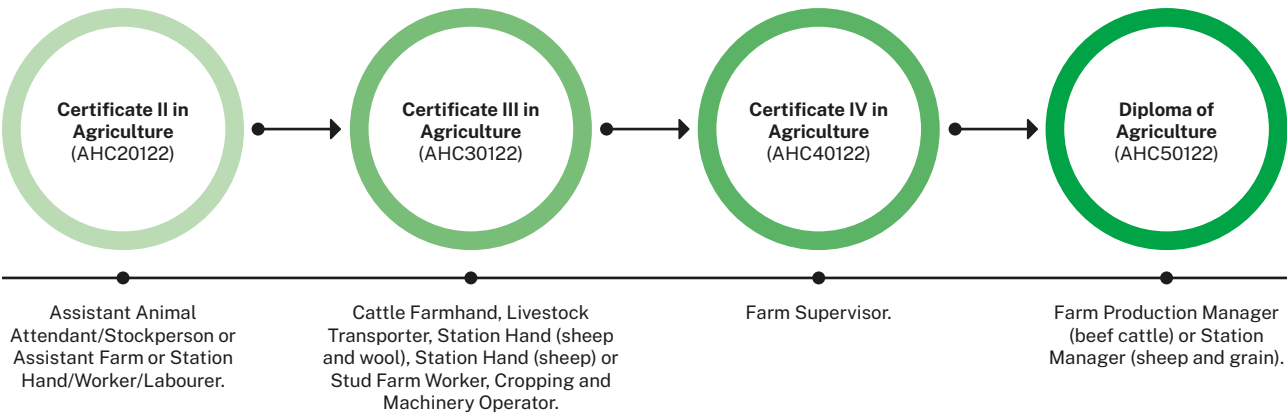 Certificate II in
Agriculture
(AHC20122)
Certificate III in
Agriculture
(AHC30122)
Certificate IV in
Agriculture
(AHC40122)
Diploma of
Agriculture
(AHC50122)
Assistant Animal
Attendant/Stockperson or
Assistant Farm or Station
Hand/Worker/Labourer.
Cattle Farmhand, Livestock
Transporter, Station Hand (sheep
and wool), Station Hand (sheep) or
Stud Farm Worker, Cropping and
Machinery Operator.
Farm Supervisor.
Farm Production Manager
(beef cattle) or Station
Manager (sheep and grain).